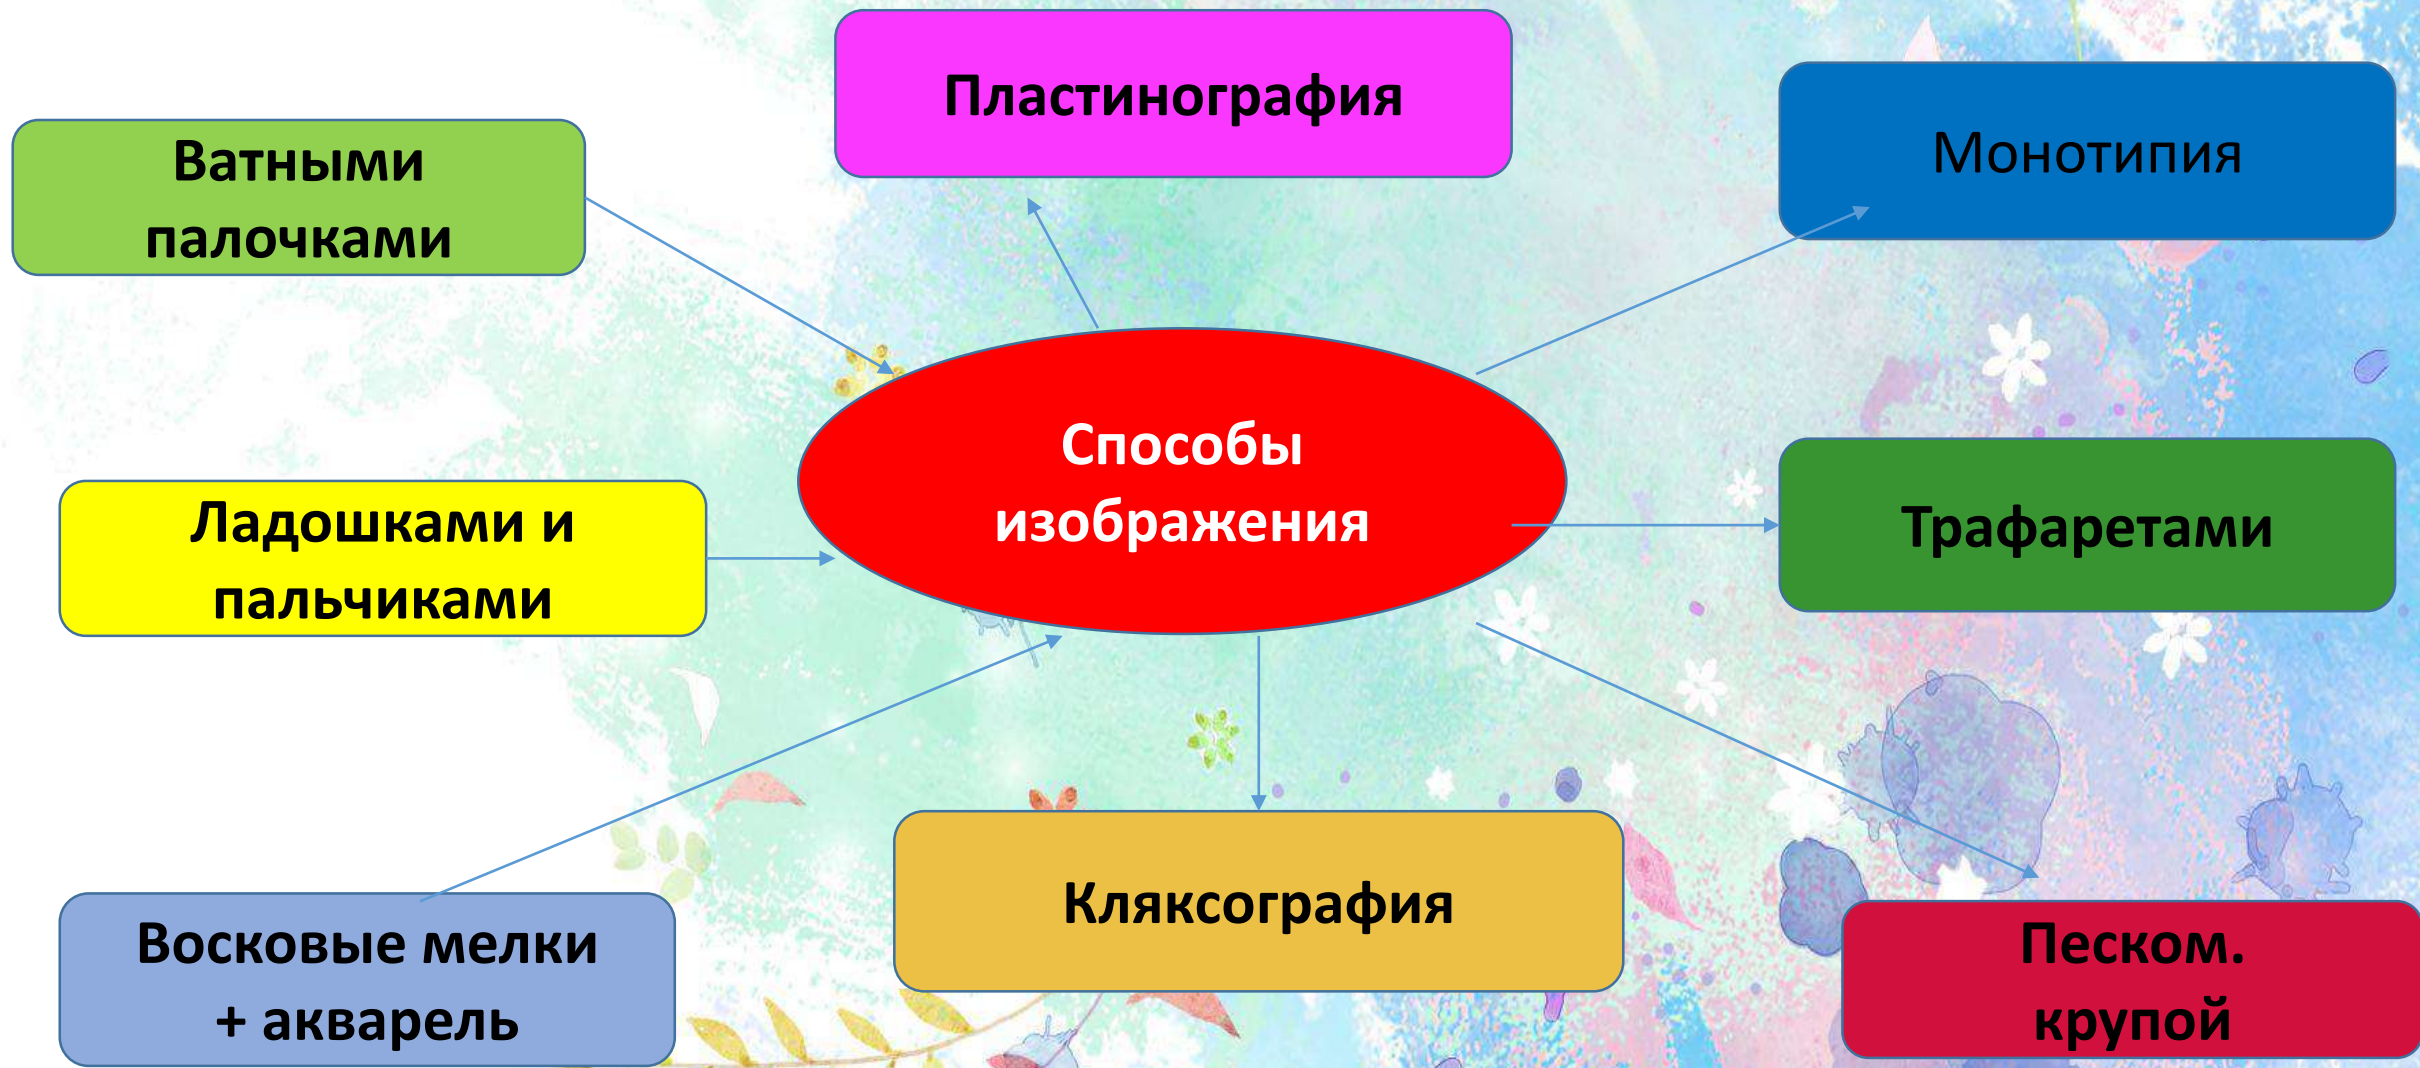 Пластинография
Монотипия
Ватными
палочками
Способы
изображения
Ладошками и
пальчиками
Трафаретами
Восковые мелки
+ акварель
Кляксография
Песком.
крупой